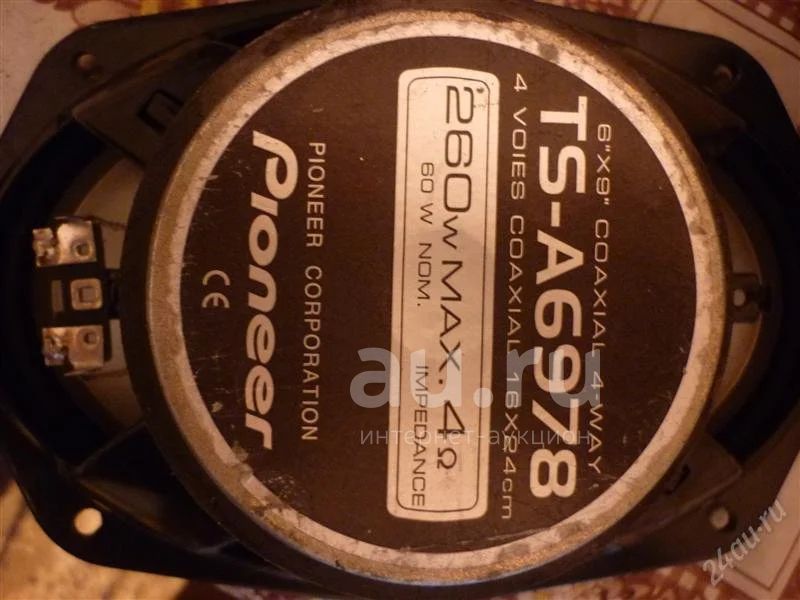 6"X9" COAXIAL 4-WAY
TS-A6978
4 VOIES COAXIAL 16X24cm
260W MAX. 4Ω
60W NOM. IMPEDANCE
Pioneer
PIONEER CORPORATION
CE
au.ru
интернет-аукцион
24au.ru